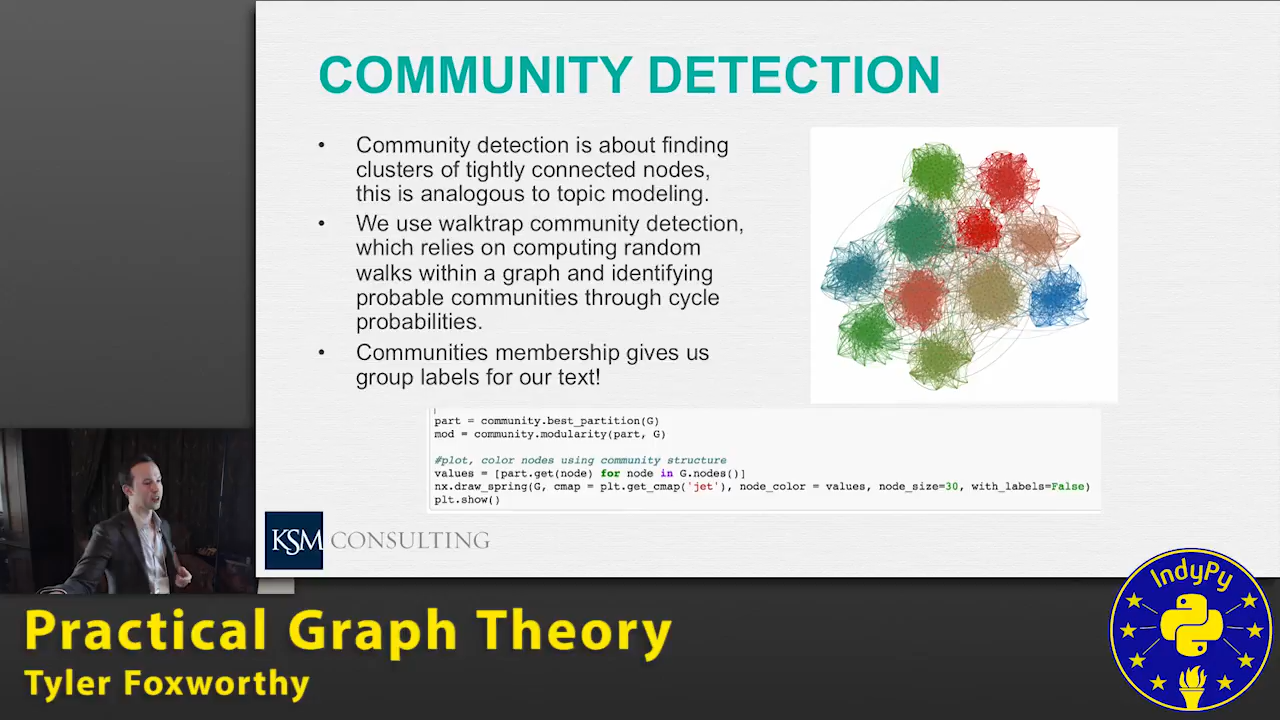 COMMUNITY DETECTION
• Community detection is about finding
clusters of tightly connected nodes,
this is analogous to topic modeling.
• We use walktrap community detection,
which relies on computing random
walks within a graph and identifying
probable communities through cycle
probabilities.
• Communities membership gives us
group labels for our text!
part = community.best_partition(G)
mod = community.modularity(part, G)
#plot, color nodes using community structure
values = [part.get(node) for node in G.nodes()]
nx.draw_spring(G, cmap = plt.get_cmap('jet'), node_color = values, node_size=30, with_labels=False)
plt.show()
KSM CONSULTING
IndyPy
Practical Graph Theory
Tyler Foxworthy